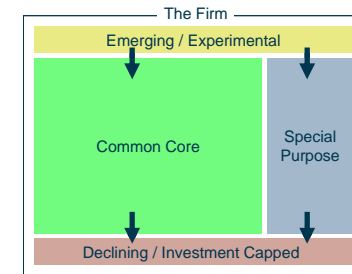 The Firm
Emerging / Experimental
Common Core
Special
Purpose
Declining / Investment Capped